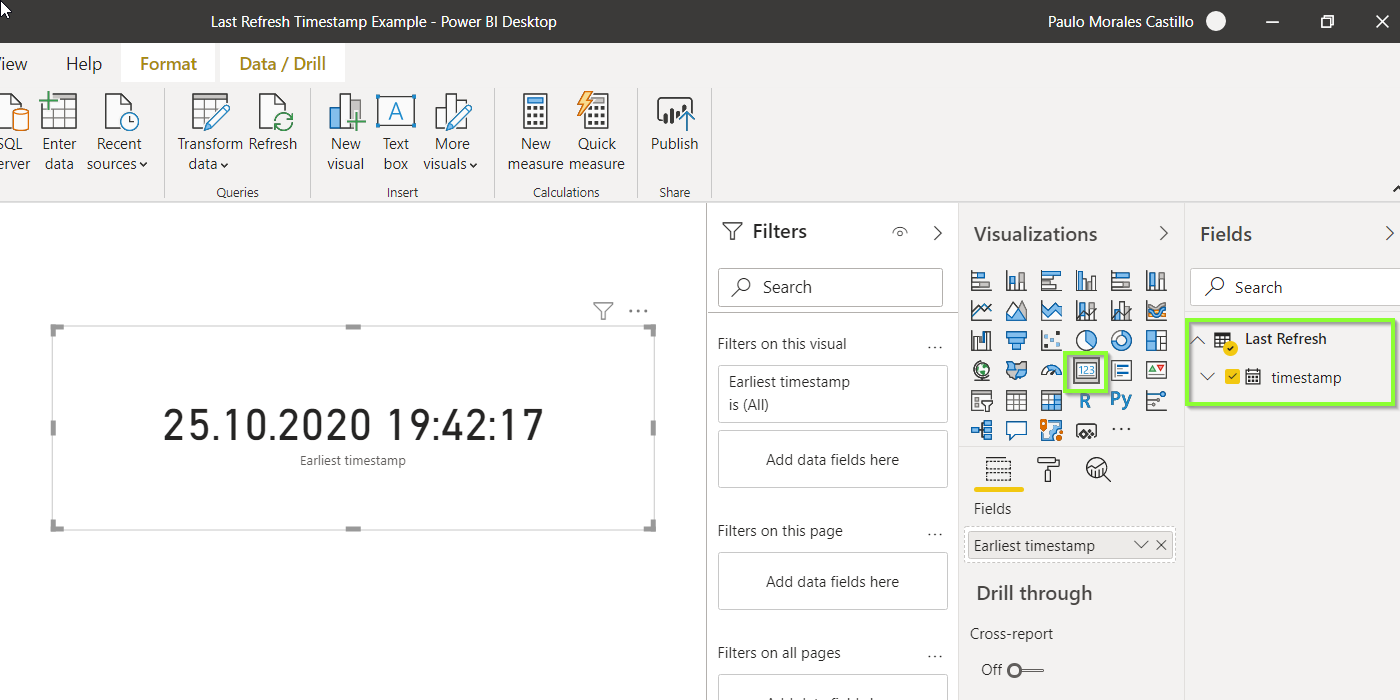 Last Refresh Timestamp Example - Power BI Desktop
Paulo Morales Castillo
Help
Format
Data / Drill
SQL
Enter
data
Recent
sources
Transform
data
Refresh
Queries
New
visual
Text
box
More
visuals
Insert
New
measure
Quick
measure
Calculations
Publish
Share
A
25.10.2020 19:42:17
Earliest timestamp
Filters
Search
Filters on this visual
...
Earliest timestamp
is (All)
Add data fields here
Filters on this page
...
Add data fields here
Filters on all pages
...
Visualizations
123
R
Py
...
Fields
Earliest timestamp
Drill through
Cross-report
Off
Fields
Search
Last Refresh
timestamp